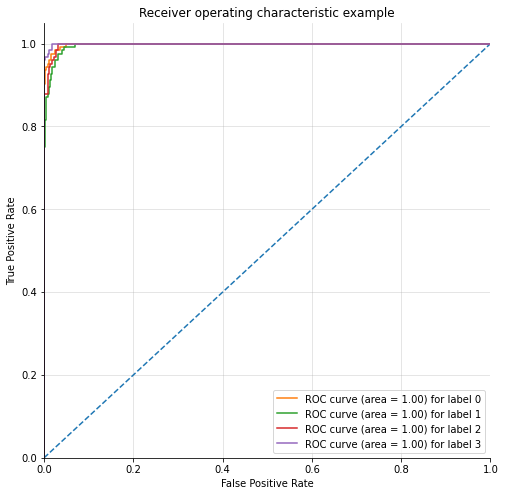 Receiver operating characteristic example
1.0
0.8
0.6
0.4
0.2
0.0
True Positive Rate
ROC curve (area = 1.00) for label 0
ROC curve (area = 1.00) for label 1
ROC curve (area = 1.00) for label 2
ROC curve (area = 1.00) for label 3
0.0 0.2 0.4 0.6 0.8 1.0
False Positive Rate